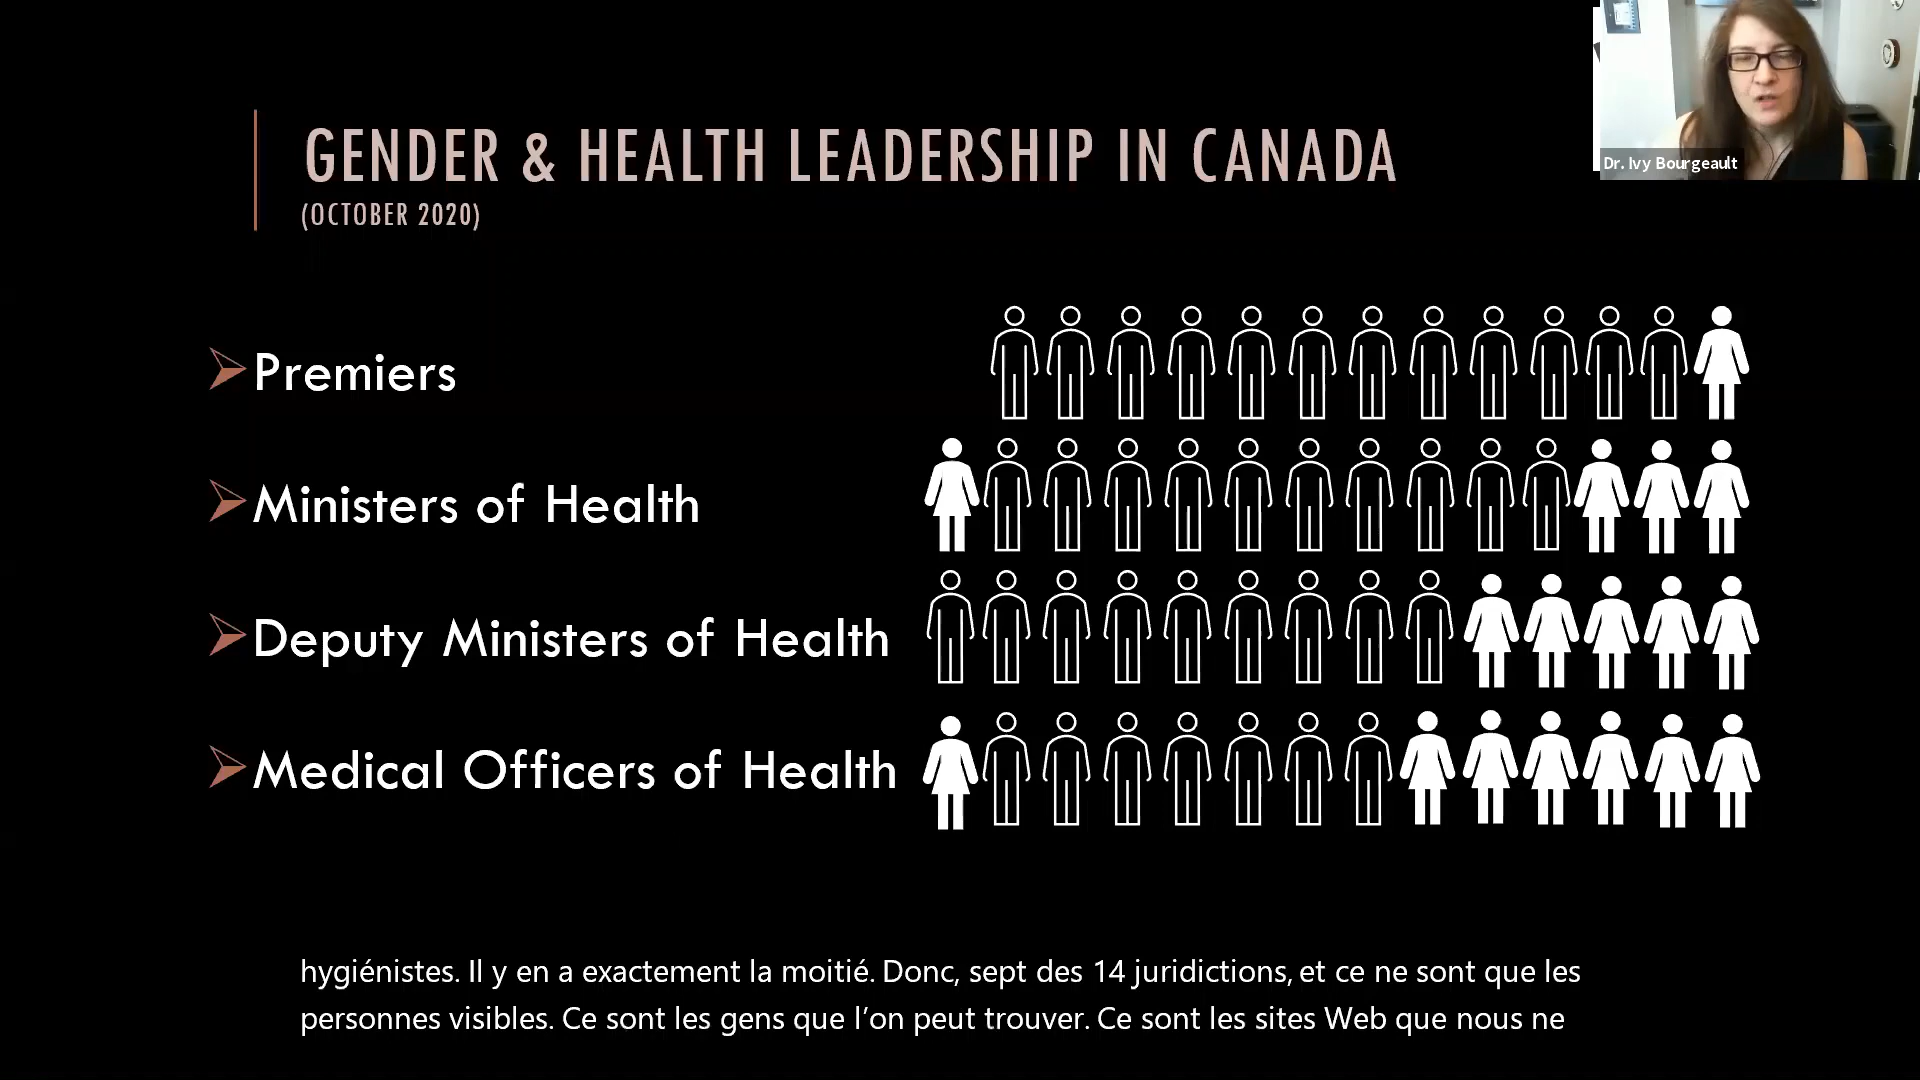 GENDER & HEALTH LEADERSHIP IN CANADA
(OCTOBER 2020)
Dr. Ivy Bourgeault
Premiers
Ministers of Health
Deputy Ministers of Health
Medical Officers of Health
hygiénistes. Il y en a exactement la moitié. Donc, sept des 14 juridictions, et ce ne sont que les
personnes visibles. Ce sont les gens que l’on peut trouver. Ce sont les sites Web que nous ne